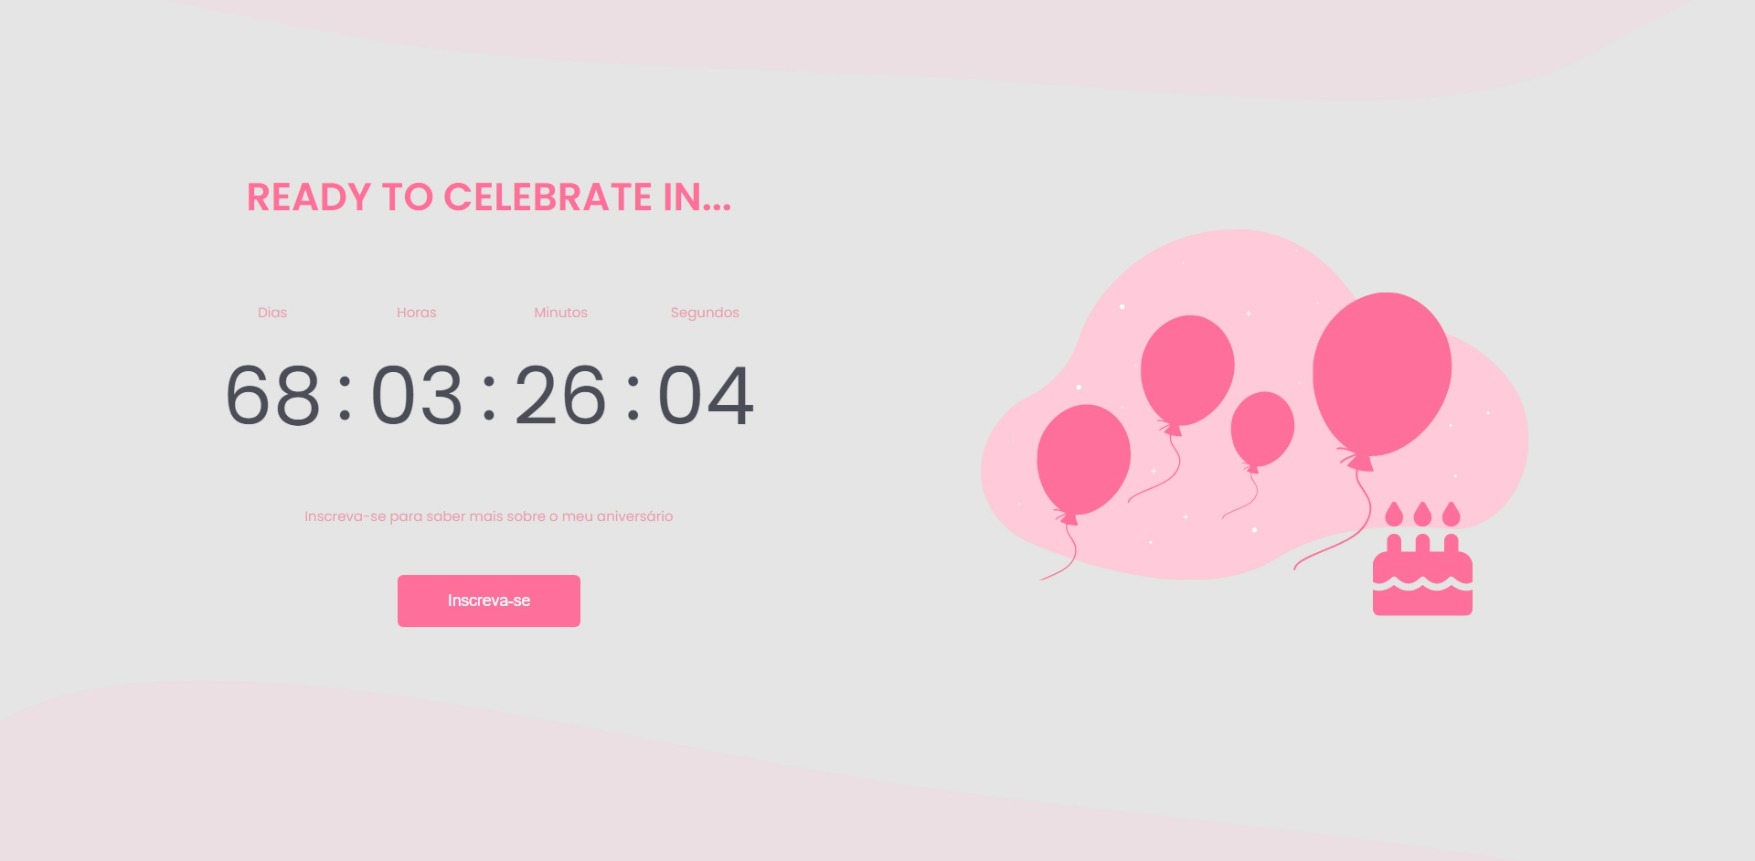 READY TO CELEBRATE IN...
Dias Horas Minutos Segundos
68 : 03 : 26 : 04
Inscreva-se para saber mais sobre o meu aniversário
Inscreva-se